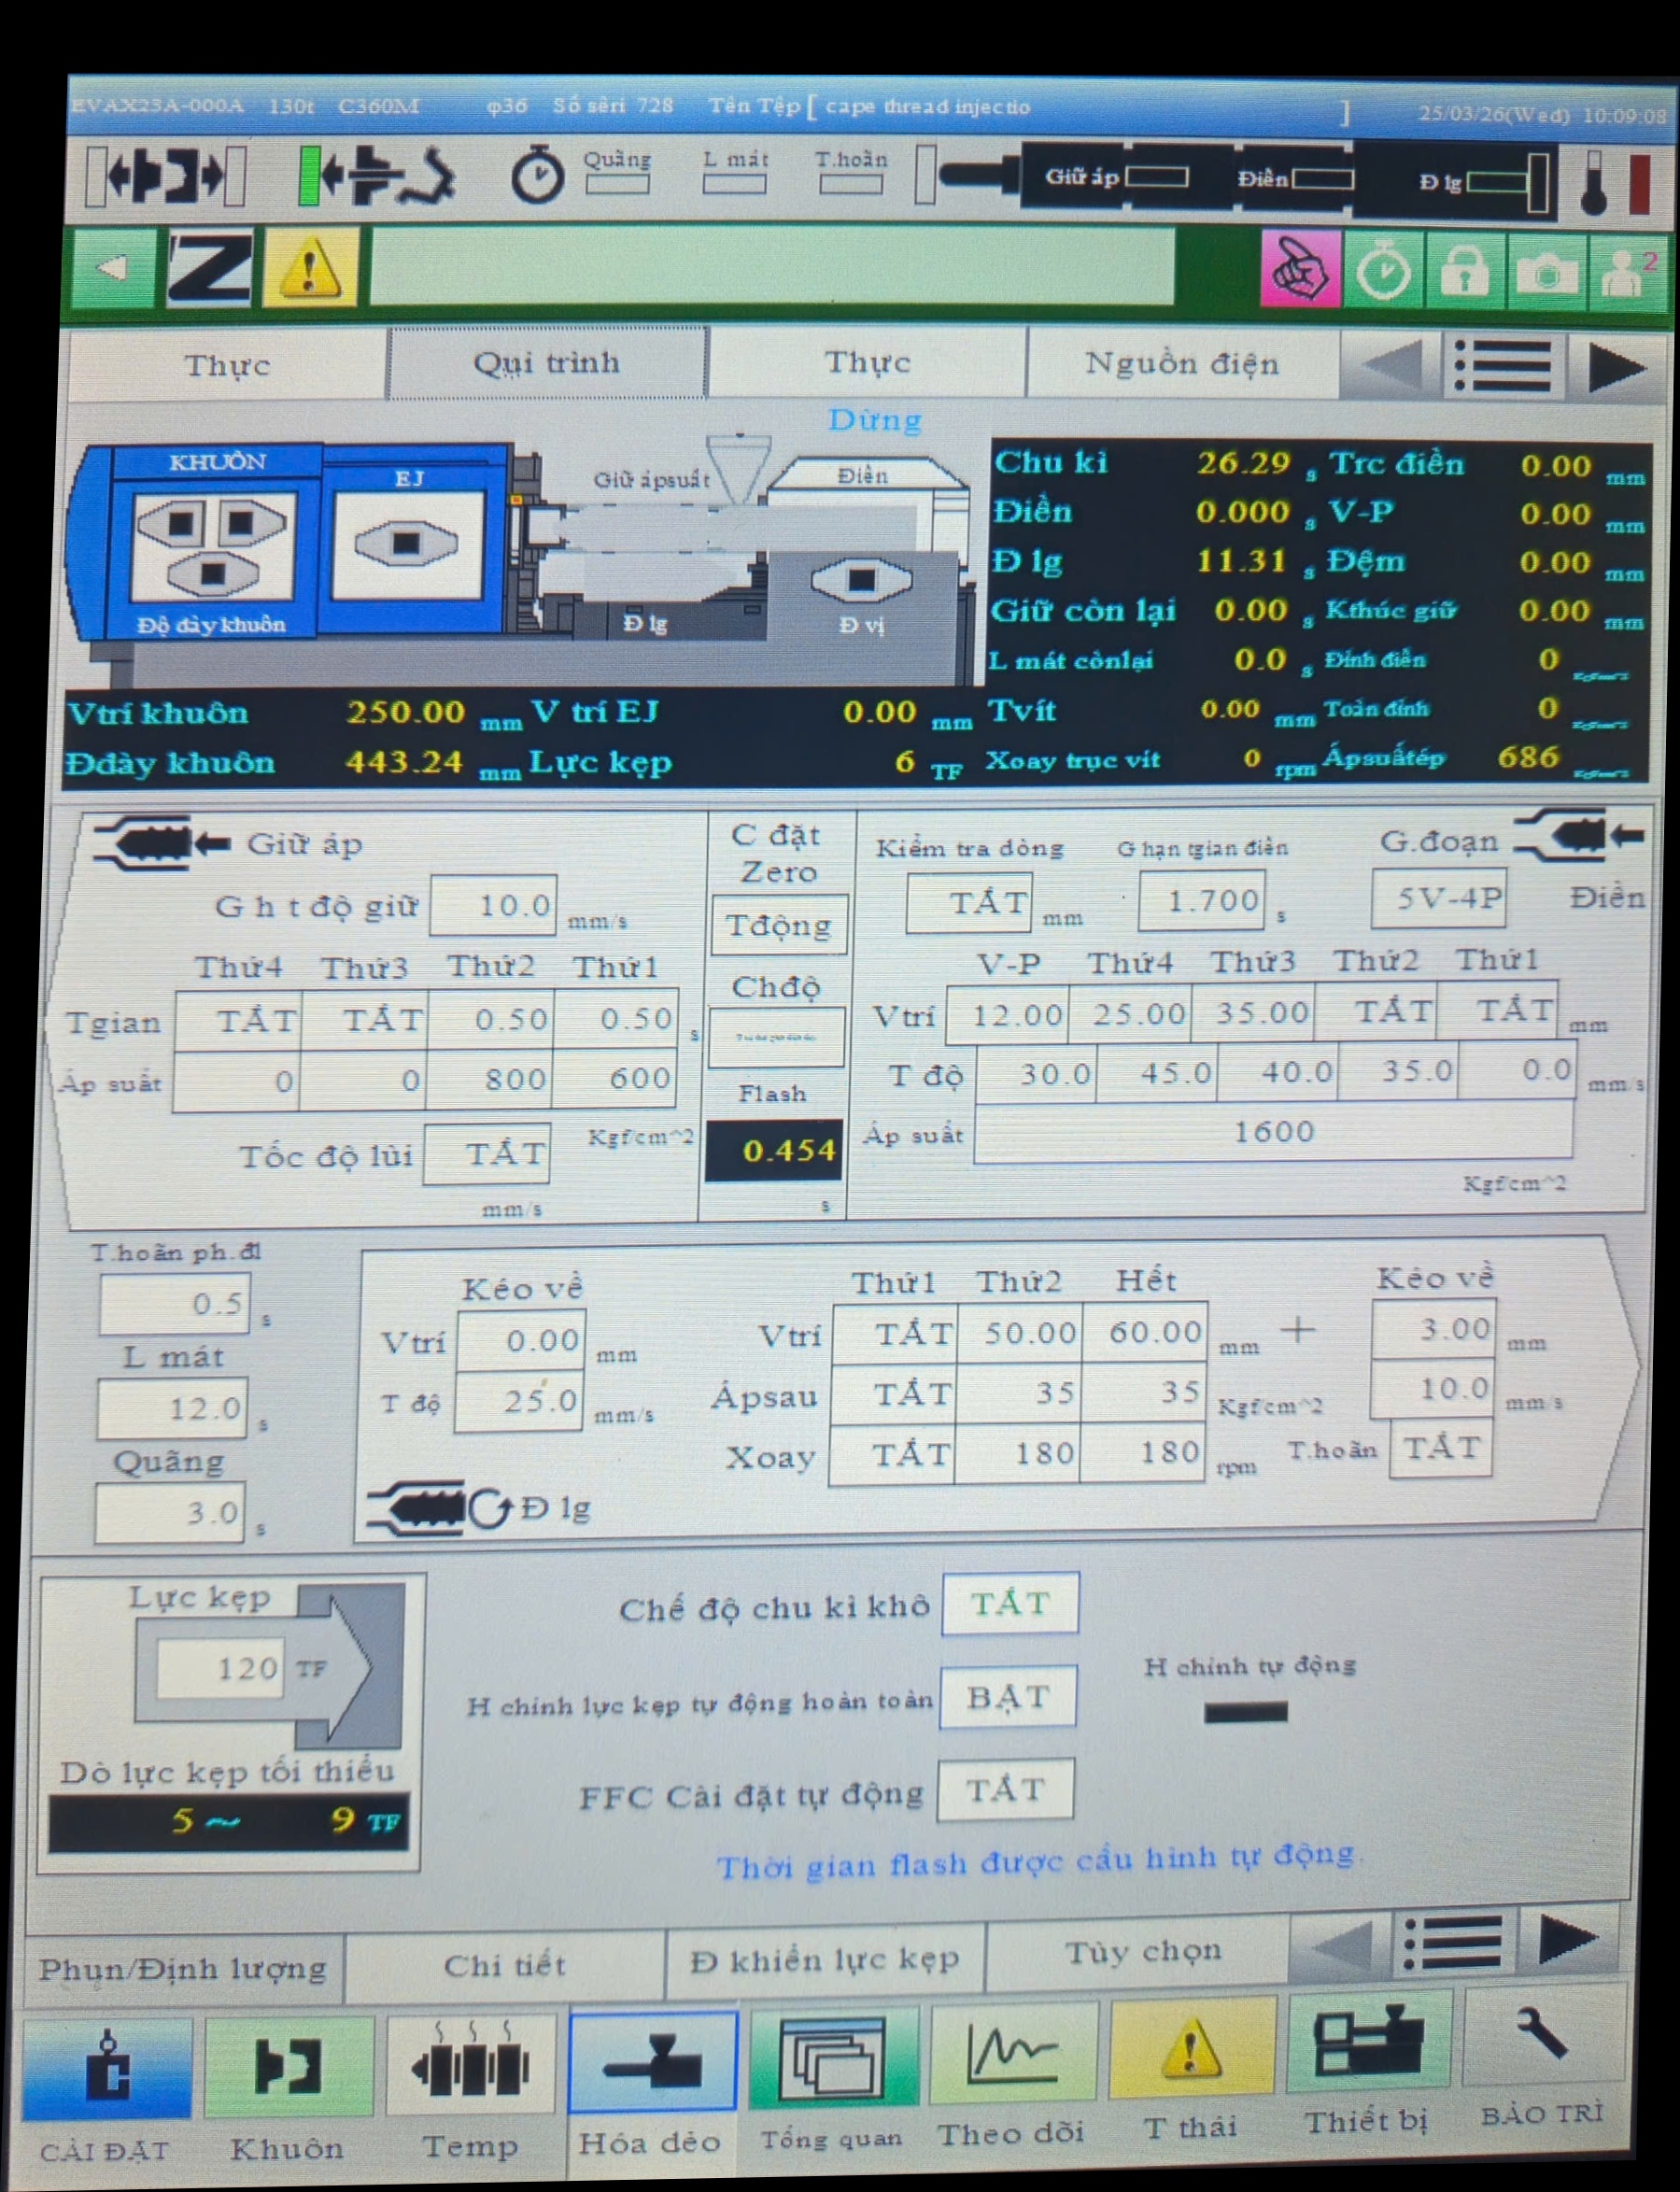 EVAX23A-000A 130t C360M φ36 Số sêri 728 Tên Tệp [ cape thread injectio ] 25/03/26(Wed) 10:09:08
Quãng L mát T.hoãn Giữ áp Điền Đ lg
2
Thực Qui trình Thực Nguồn điện
Dừng
KHUÔN EJ Giữ ápsuất Điền
Độ dày khuôn Đ lg Đ vị
Chu kì 26.29 s Trc điền 0.00 mm
Điền 0.000 s V-P 0.00 mm
Đ lg 11.31 s Đệm 0.00 mm
Giữ còn lại 0.00 s Kthúc giữ 0.00 mm
L mát cònlại 0.0 s Đỉnh điền 0
Vtrí khuôn 250.00 mm V trí EJ 0.00 mm Tvít 0.00 mm Toàn đỉnh 0
Đdày khuôn 443.24 mm Lực kẹp 6 TF Xoay trục vít 0 rpm Ápsuấtép 686
Giữ áp
G h t độ giữ 10.0 mm/s
Thứ4 Thứ3 Thứ2 Thứ1
Tgian TẮT TẮT 0.50 0.50 s
Áp suất 0 0 800 600
Kgf/cm^2
Tốc độ lùi TẮT
mm/s
C đặt
Zero
Tđộng
Chđộ
Flash
0.454
s
Kiểm tra dòng G hạn tgian điền G.đoạn
TẮT mm 1.700 s 5V-4P Điền
V-P Thứ4 Thứ3 Thứ2 Thứ1
Vtrí 12.00 25.00 35.00 TẮT TẮT mm
T độ 30.0 45.0 40.0 35.0 0.0 mm/s
Áp suất 1600
Kgf/cm^2
T.hoãn ph.đl
0.5 s
L mát
12.0 s
Quãng
3.0 s
Kéo về
Vtrí 0.00 mm
T độ 25.0 mm/s
Đ lg
Thứ1 Thứ2 Hết Kéo về
Vtrí TẮT 50.00 60.00 mm + 3.00 mm
Ápsau TẮT 35 35 Kgf/cm^2 10.0 mm/s
Xoay TẮT 180 180 rpm T.hoãn TẮT
Lực kẹp
120 TF
Dò lực kẹp tối thiểu
5 ~ 9 TF
Chế độ chu kì khô TẮT
H chỉnh lực kẹp tự động hoàn toàn BẬT
H chỉnh tự động
FFC Cài đặt tự động TẮT
Thời gian flash được cấu hình tự động.
Phun/Định lượng Chi tiết Đ khiển lực kẹp Tùy chọn
CÀI ĐẶT Khuôn Temp Hóa dẻo Tổng quan Theo dõi T thái Thiết bị BẢO TRÌ